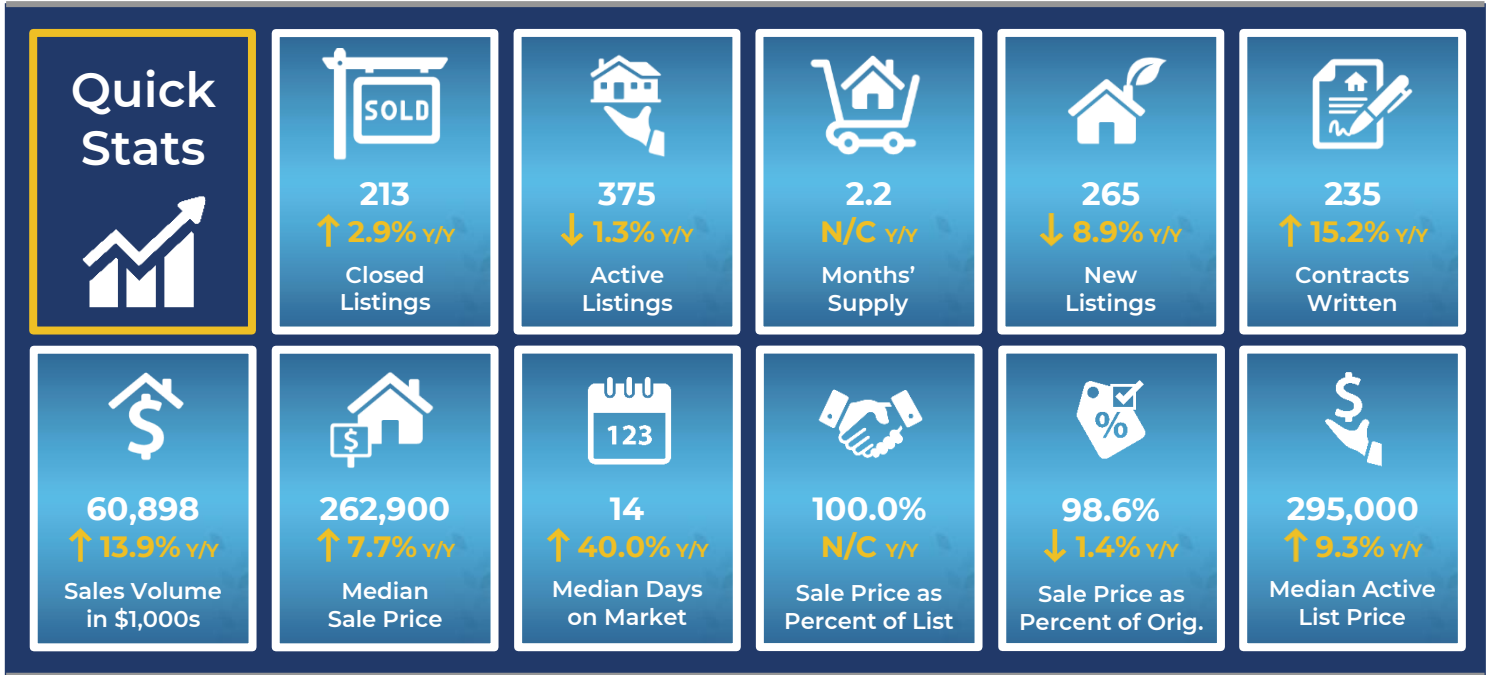 Quick
Stats
SOLD
213
↑ 2.9% Y/Y
Closed
Listings
375
↓ 1.3% Y/Y
Active
Listings
2.2
N/C Y/Y
Months’
Supply
265
↓ 8.9% Y/Y
New
Listings
235
↑ 15.2% Y/Y
Contracts
Written
$
60,898
↑ 13.9% Y/Y
Sales Volume
in $1,000s
$
262,900
↑ 7.7% Y/Y
Median
Sale Price
123
14
↑ 40.0% Y/Y
Median Days
on Market
100.0%
N/C Y/Y
Sale Price as
Percent of List
%
98.6%
↓ 1.4% Y/Y
Sale Price as
Percent of Orig.
$
295,000
↑ 9.3% Y/Y
Median Active
List Price